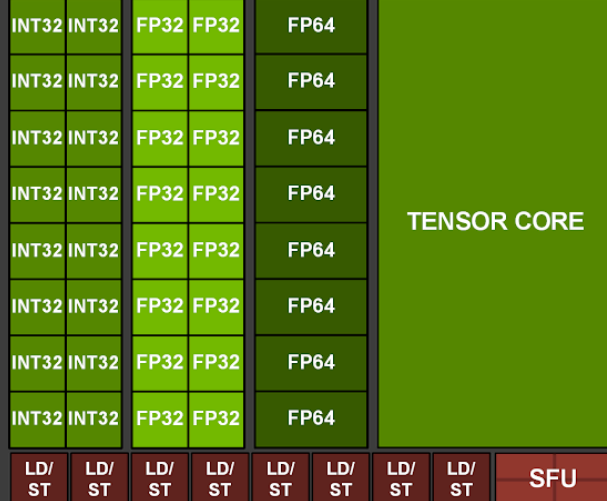 INT32 INT32 FP32 FP32 FP64
INT32 INT32 FP32 FP32 FP64
INT32 INT32 FP32 FP32 FP64
INT32 INT32 FP32 FP32 FP64
TENSOR CORE
INT32 INT32 FP32 FP32 FP64
INT32 INT32 FP32 FP32 FP64
INT32 INT32 FP32 FP32 FP64
INT32 INT32 FP32 FP32 FP64
LD/ LD/ LD/ LD/ LD/ LD/ LD/ LD/ SFU
ST ST ST ST ST ST ST ST